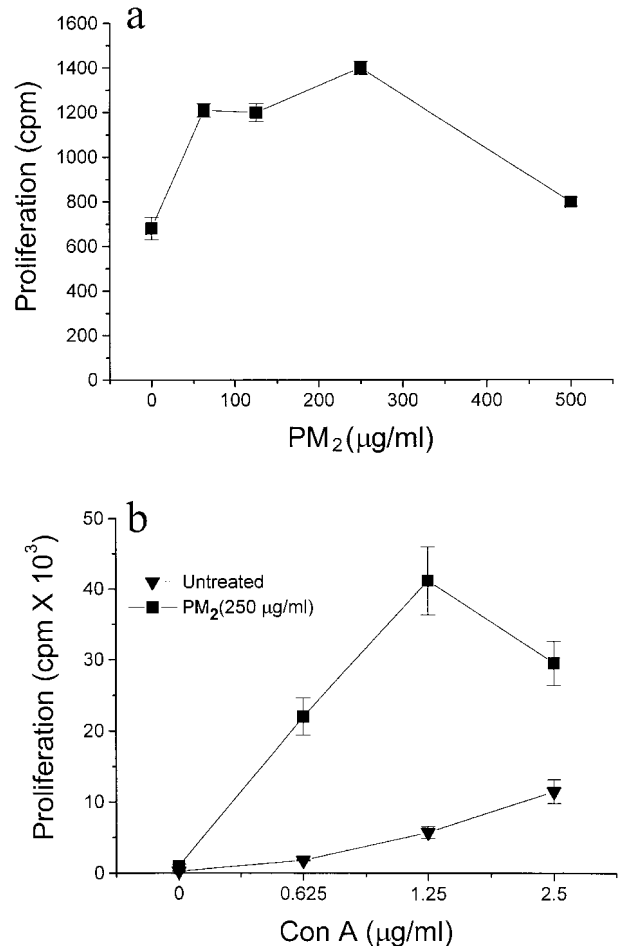 a
1600
1400
1200
1000
800
600
400
200
0
Proliferation (cpm)
0 100 200 300 400 500
PM₂(μg/ml)
b
50
40
30
20
10
0
Proliferation (cpm X 10³)
Untreated
PM₂(250 μg/ml)
0 0.625 1.25 2.5
Con A (μg/ml)